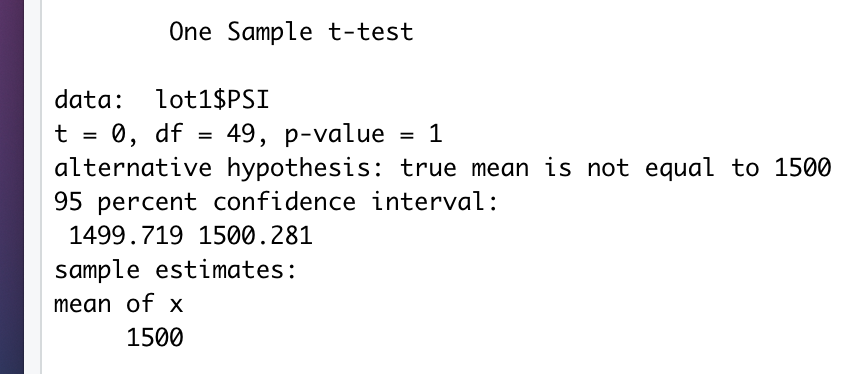 One Sample t-test
data:  lot1$PSI
t = 0, df = 49, p-value = 1
alternative hypothesis: true mean is not equal to 1500
95 percent confidence interval:
1499.719 1500.281
sample estimates:
mean of x
1500